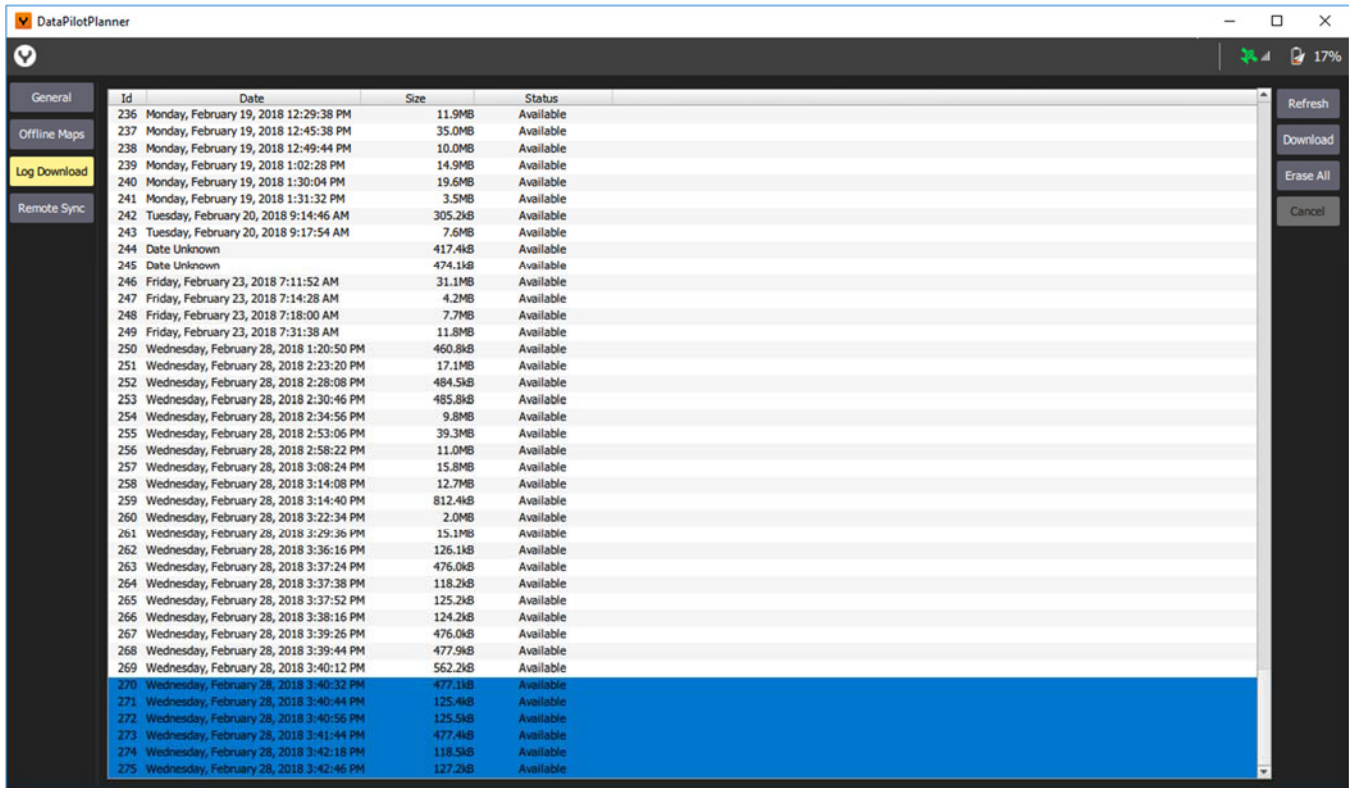 DataPilotPlanner
17%
General
Offline Maps
Log Download
Remote Sync
Id Date Size Status
236 Monday, February 19, 2018 12:29:38 PM 11.9MB Available
237 Monday, February 19, 2018 12:45:38 PM 35.0MB Available
238 Monday, February 19, 2018 12:49:44 PM 10.0MB Available
239 Monday, February 19, 2018 1:02:28 PM 14.9MB Available
240 Monday, February 19, 2018 1:30:04 PM 19.6MB Available
241 Monday, February 19, 2018 1:31:32 PM 3.5MB Available
242 Tuesday, February 20, 2018 9:14:46 AM 305.2kB Available
243 Tuesday, February 20, 2018 9:17:54 AM 7.6MB Available
244 Date Unknown 417.4kB Available
245 Date Unknown 474.1kB Available
246 Friday, February 23, 2018 7:11:52 AM 31.1MB Available
247 Friday, February 23, 2018 7:14:28 AM 4.2MB Available
248 Friday, February 23, 2018 7:18:00 AM 7.7MB Available
249 Friday, February 23, 2018 7:31:38 AM 11.8MB Available
250 Wednesday, February 28, 2018 1:20:50 PM 460.8kB Available
251 Wednesday, February 28, 2018 2:23:20 PM 17.1MB Available
252 Wednesday, February 28, 2018 2:28:08 PM 484.5kB Available
253 Wednesday, February 28, 2018 2:30:46 PM 485.8kB Available
254 Wednesday, February 28, 2018 2:34:56 PM 9.8MB Available
255 Wednesday, February 28, 2018 2:53:06 PM 39.3MB Available
256 Wednesday, February 28, 2018 2:58:22 PM 11.0MB Available
257 Wednesday, February 28, 2018 3:08:24 PM 15.8MB Available
258 Wednesday, February 28, 2018 3:14:08 PM 12.7MB Available
259 Wednesday, February 28, 2018 3:14:40 PM 812.4kB Available
260 Wednesday, February 28, 2018 3:22:34 PM 2.0MB Available
261 Wednesday, February 28, 2018 3:29:36 PM 15.1MB Available
262 Wednesday, February 28, 2018 3:36:16 PM 126.1kB Available
263 Wednesday, February 28, 2018 3:37:24 PM 476.0kB Available
264 Wednesday, February 28, 2018 3:37:38 PM 118.2kB Available
265 Wednesday, February 28, 2018 3:37:52 PM 125.2kB Available
266 Wednesday, February 28, 2018 3:38:16 PM 124.2kB Available
267 Wednesday, February 28, 2018 3:39:26 PM 476.0kB Available
268 Wednesday, February 28, 2018 3:39:44 PM 477.9kB Available
269 Wednesday, February 28, 2018 3:40:12 PM 562.2kB Available
270 Wednesday, February 28, 2018 3:40:32 PM 477.1kB Available
271 Wednesday, February 28, 2018 3:40:44 PM 125.4kB Available
272 Wednesday, February 28, 2018 3:40:56 PM 125.5kB Available
273 Wednesday, February 28, 2018 3:41:44 PM 477.4kB Available
274 Wednesday, February 28, 2018 3:42:18 PM 118.5kB Available
275 Wednesday, February 28, 2018 3:42:46 PM 127.2kB Available
Refresh
Download
Erase All
Cancel